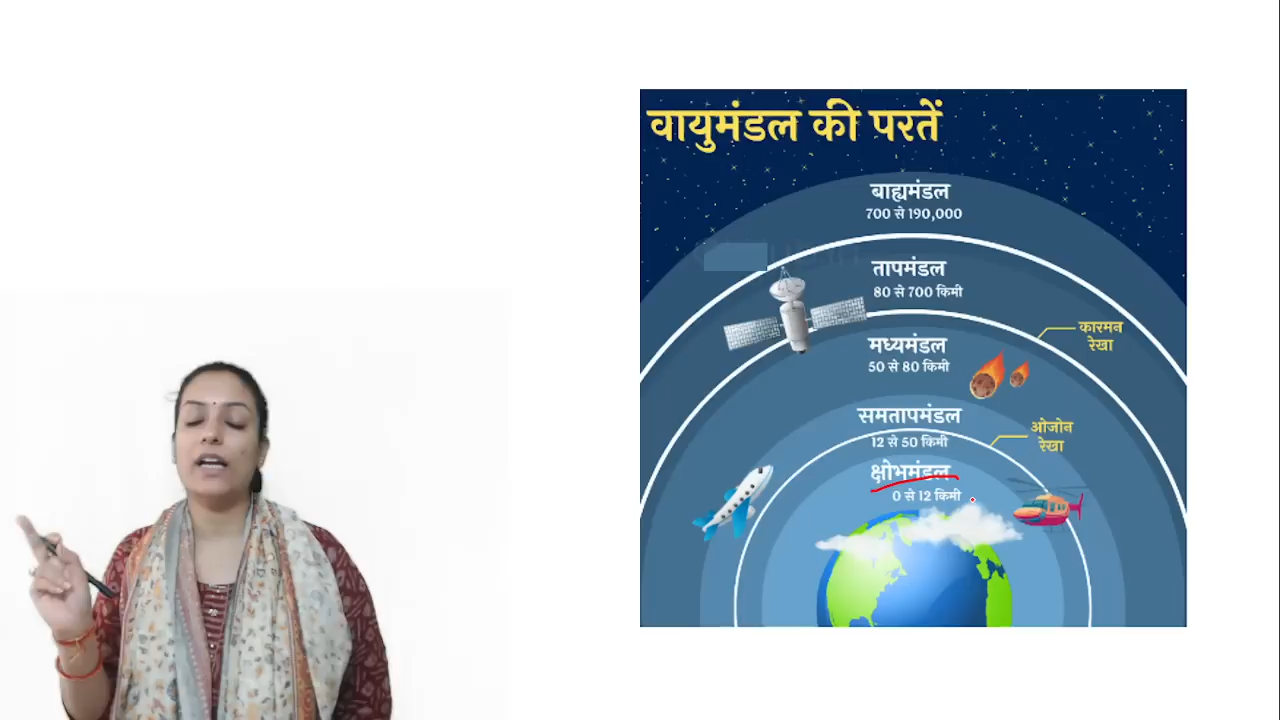 वायुमंडल की परतें
बाह्यमंडल
700 से 190,000
तापमंडल
80 से 700 किमी
कारमन
रेखा
मध्यमंडल
50 से 80 किमी
समतापमंडल
12 से 50 किमी
ओजोन
रेखा
क्षोभमंडल
0 से 12 किमी